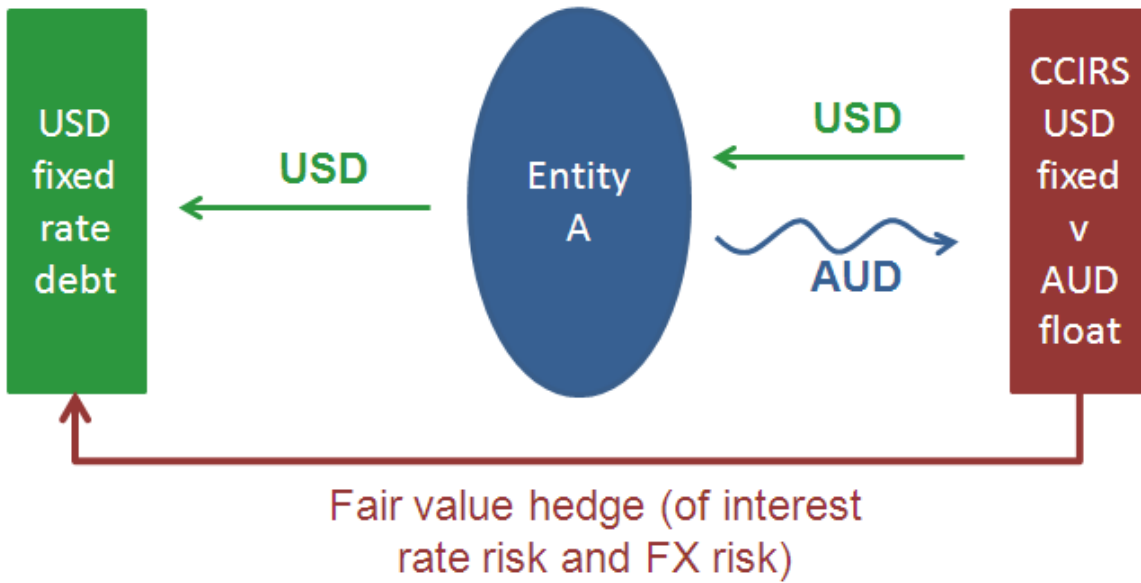 USD
fixed
rate
debt
USD
Entity
A
USD
AUD
CCIRS
USD
fixed
v
AUD
float
Fair value hedge (of interest
rate risk and FX risk)